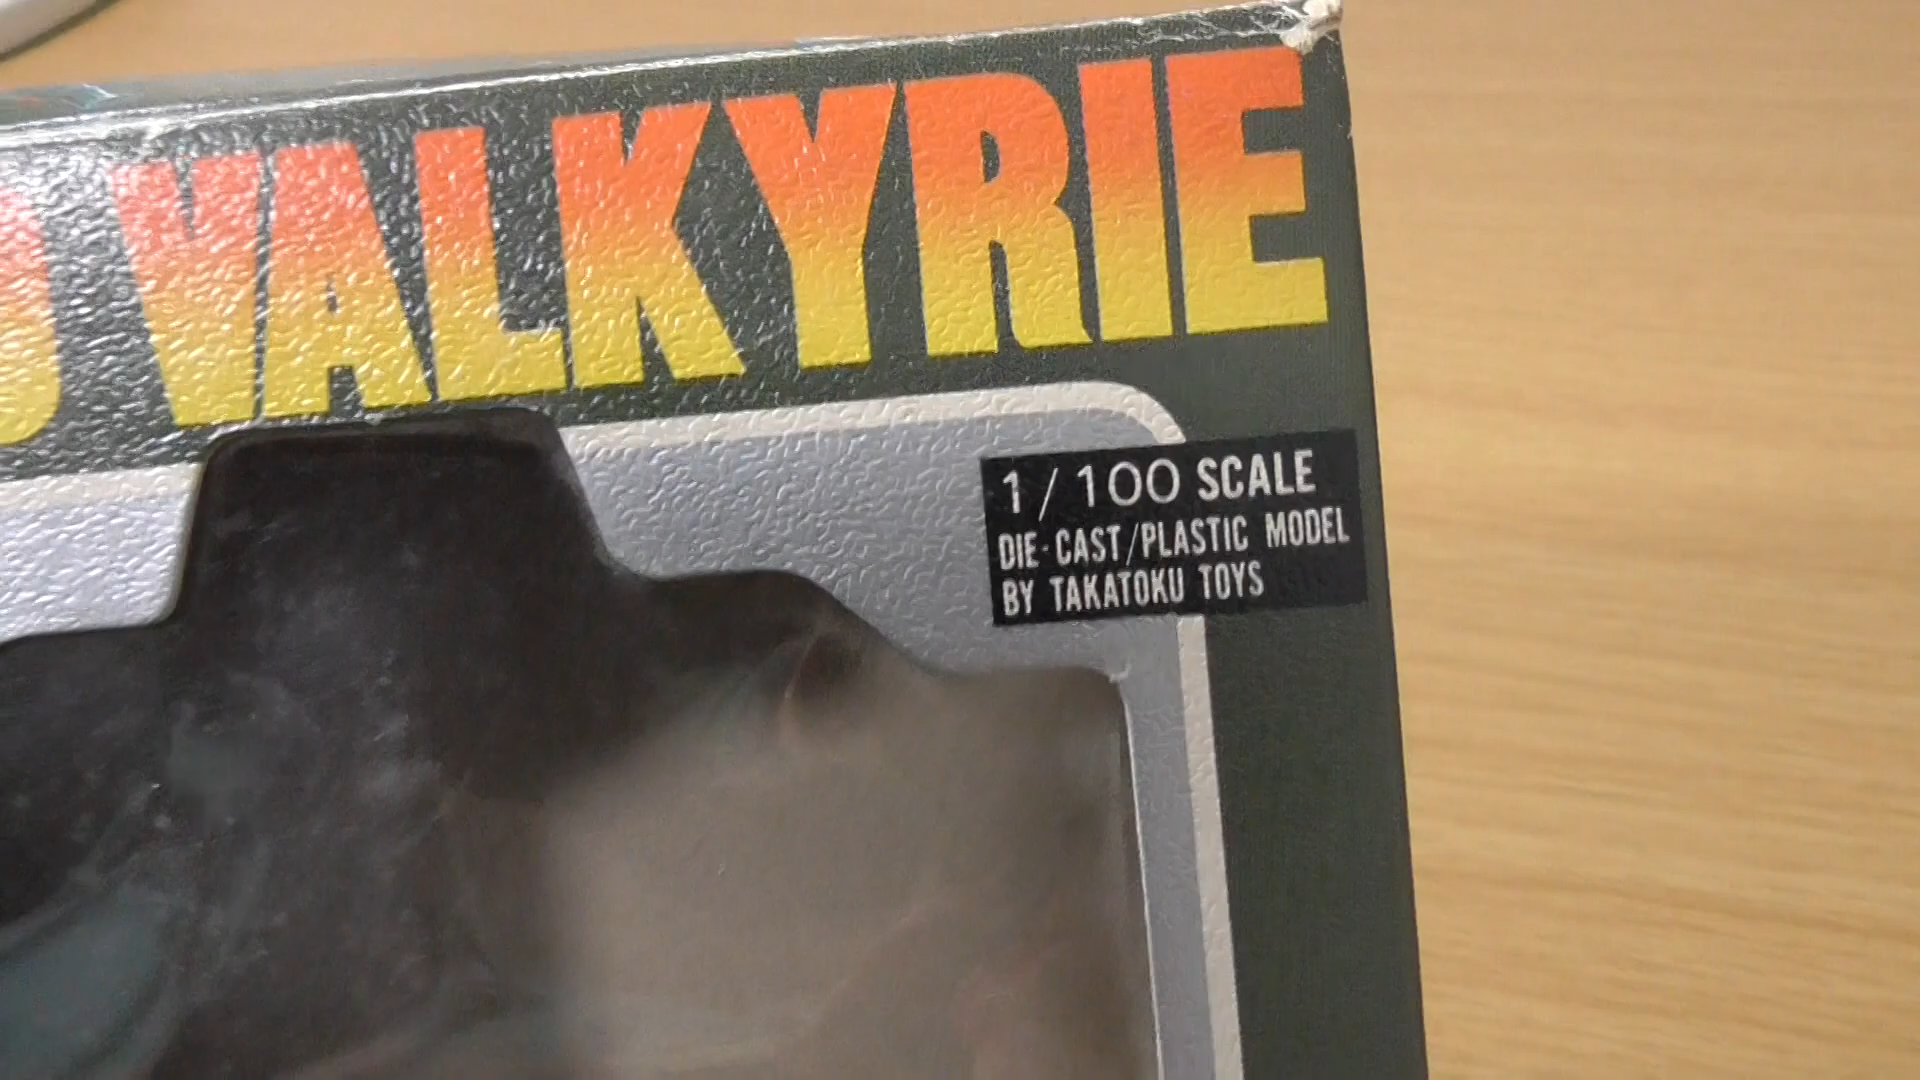 VALKYRIE
1/100 SCALE
DIE-CAST/PLASTIC MODEL
BY TAKATOKU TOYS